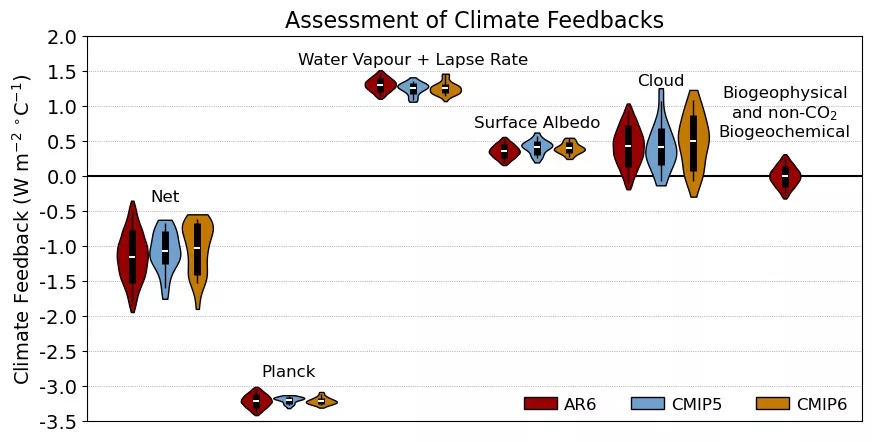 Assessment of Climate Feedbacks
Climate Feedback (W m⁻² °C⁻¹)
2.0
1.5
1.0
0.5
0.0
-0.5
-1.0
-1.5
-2.0
-2.5
-3.0
-3.5
Net
Planck
Water Vapour + Lapse Rate
Surface Albedo
Cloud
Biogeophysical
and non-CO₂
Biogeochemical
AR6
CMIP5
CMIP6